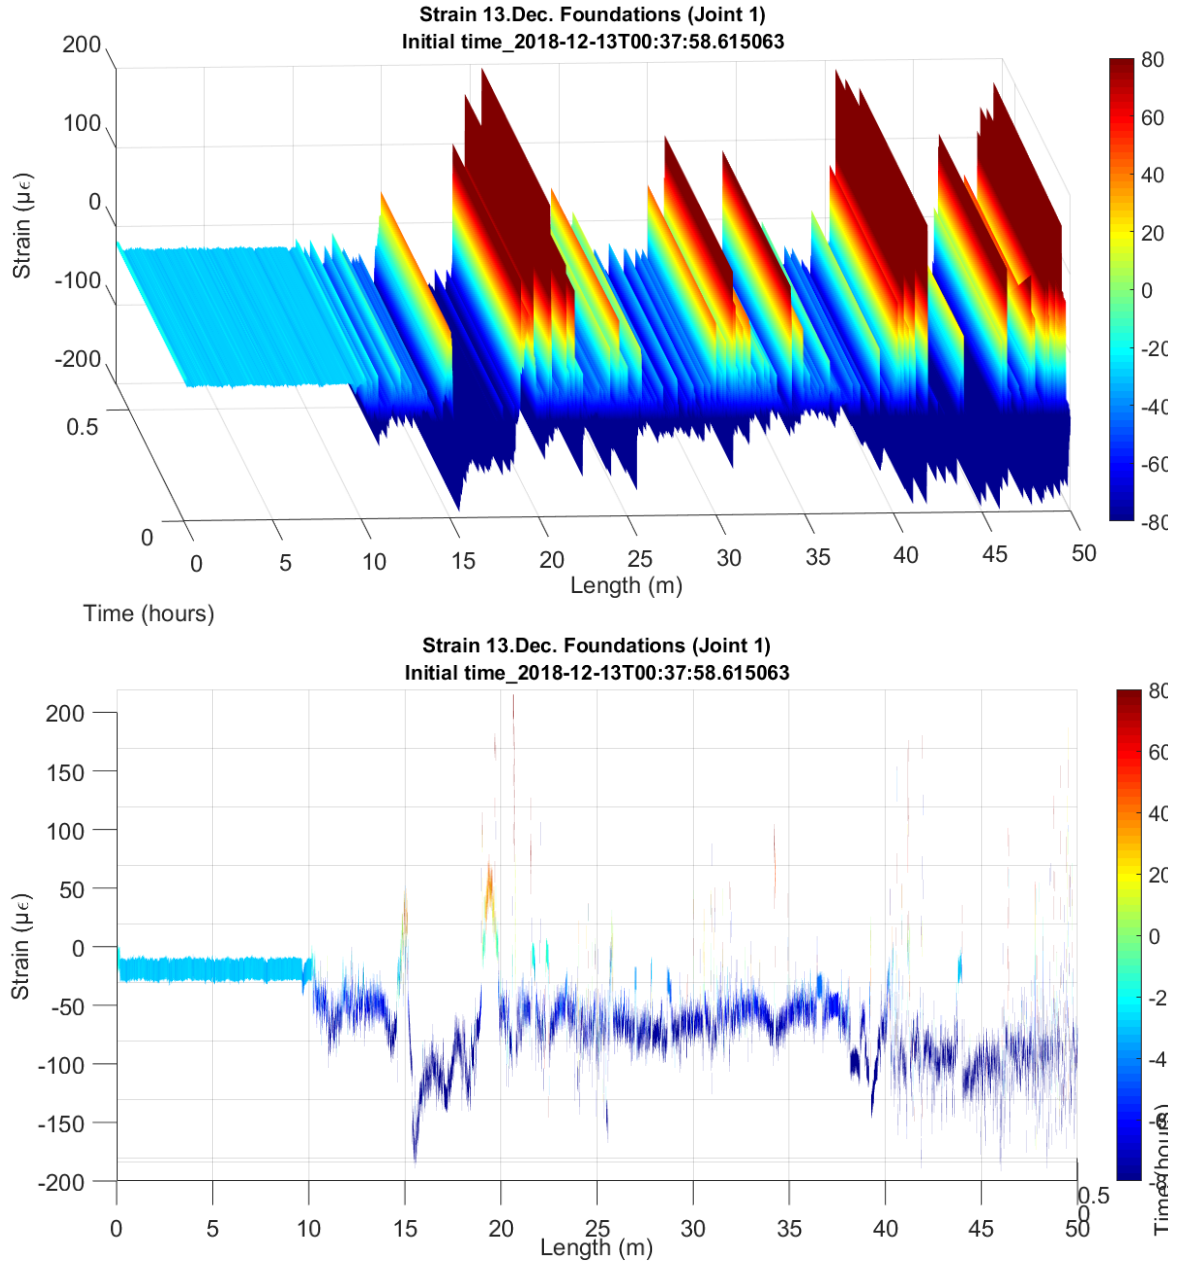 Strain 13.Dec. Foundations (Joint 1)
Initial time_2018-12-13T00:37:58.615063
200
100
0
-100
-200
Strain (µϵ)
0.5
0
Time (hours)
0 5 10 15 20 25 30 35 40 45 50
Length (m)
80
60
40
20
0
-20
-40
-60
-80
Strain 13.Dec. Foundations (Joint 1)
Initial time_2018-12-13T00:37:58.615063
200
150
100
50
0
-50
-100
-150
-200
Strain (µϵ)
0 5 10 15 20 25 30 35 40 45 50
Length (m)
0.5
0
80
60
40
20
0
-2
-4
Time (hours)